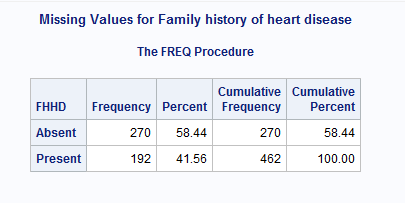 Missing Values for Family history of heart disease
The FREQ Procedure
FHHD Frequency Percent Cumulative Frequency Cumulative Percent
Absent 270 58.44 270 58.44
Present 192 41.56 462 100.00